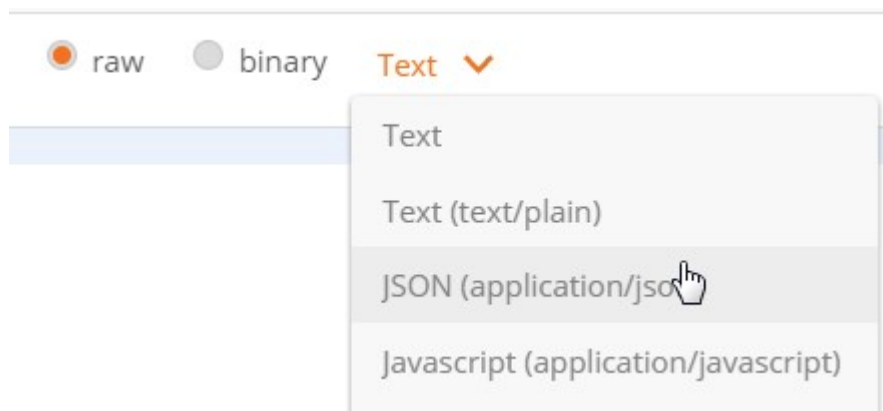 raw binary Text
Text
Text (text/plain)
JSON (application/jso
Javascript (application/javascript)